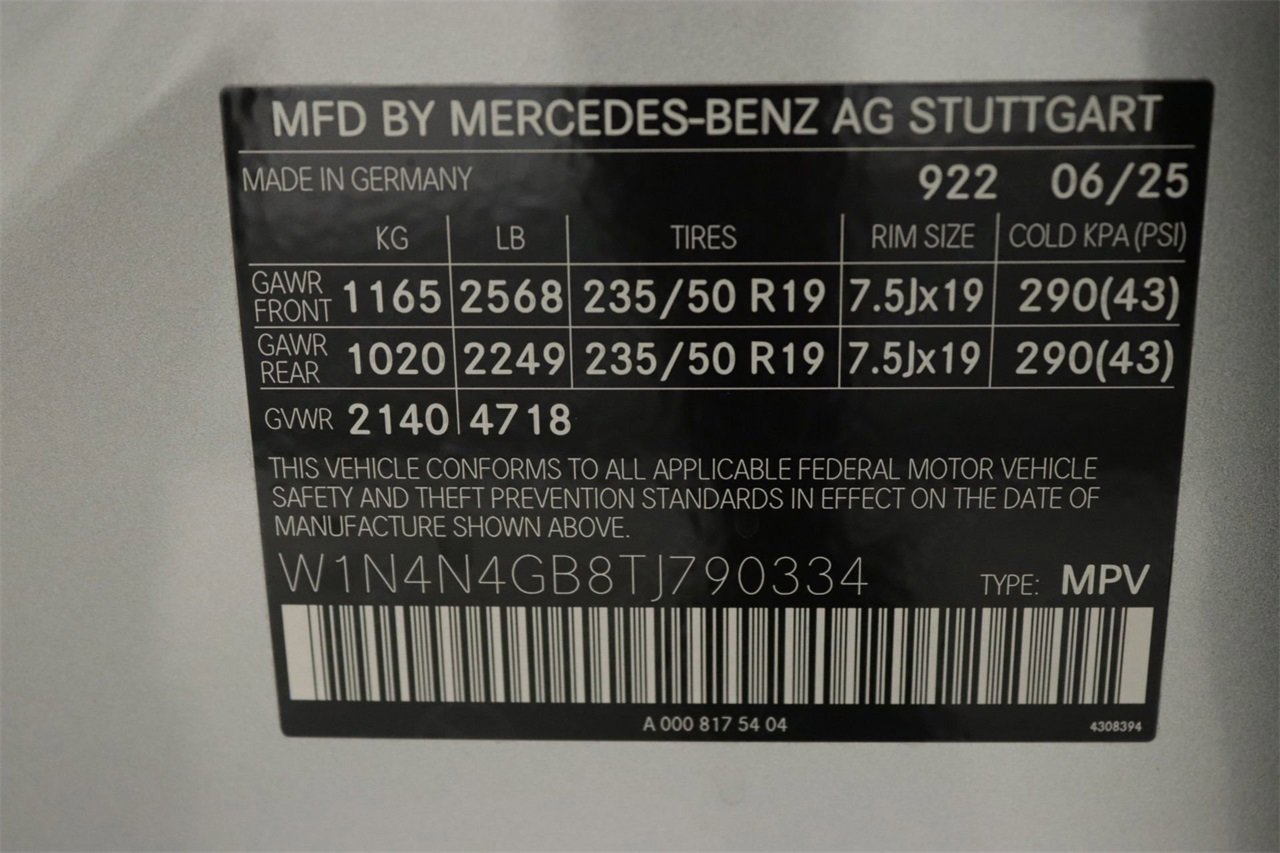 MFD BY MERCEDES-BENZ AG STUTTGART
MADE IN GERMANY 922 06/25
KG LB TIRES RIM SIZE COLD KPA (PSI)
GAWR FRONT 1165 2568 235/50 R19 7.5Jx19 290(43)
GAWR REAR 1020 2249 235/50 R19 7.5Jx19 290(43)
GVWR 2140 4718
THIS VEHICLE CONFORMS TO ALL APPLICABLE FEDERAL MOTOR VEHICLE
SAFETY AND THEFT PREVENTION STANDARDS IN EFFECT ON THE DATE OF
MANUFACTURE SHOWN ABOVE.
W1N4N4GB8TJ790334 TYPE: MPV
A 000 817 54 04 4308394